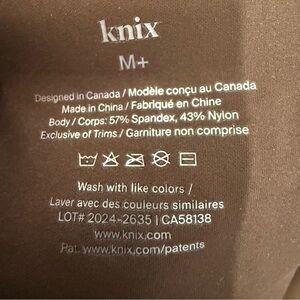 knix
M+
Designed in Canada / Modèle conçu au Canada
Made in China / Fabriqué en Chine
Body / Corps: 57% Spandex, 43% Nylon
Exclusive of Trims / Garniture non comprise
Wash with like colors /
Laver avec des couleurs similaires
LOT# 2024-2635 | CA58138
www.knix.com
Pat. www.knix.com/patents